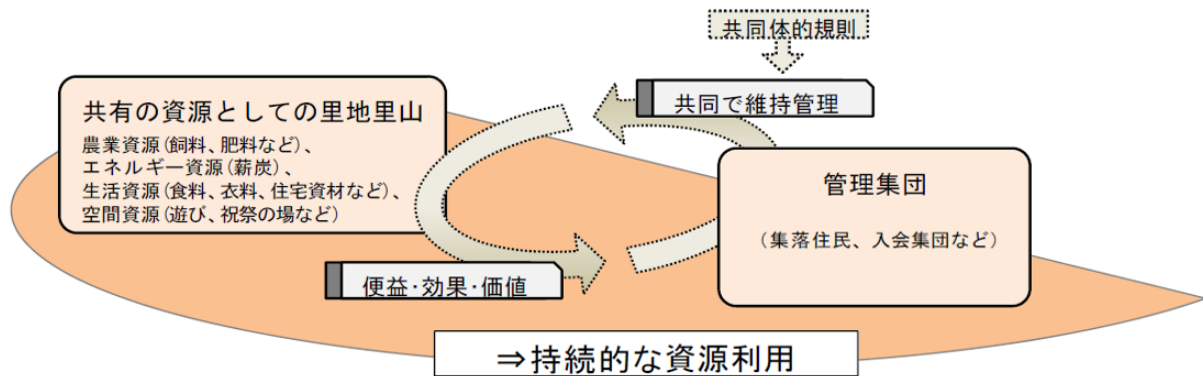 共同体的規則
共同で維持管理
共有の資源としての里地里山
農業資源(飼料、肥料など)、
エネルギー資源(薪炭)、
生活資源(食料、衣料、住宅資材など)、
空間資源(遊び、祝祭の場など)
管理集団
(集落住民、入会集団など)
便益・効果・価値
⇒持続的な資源利用